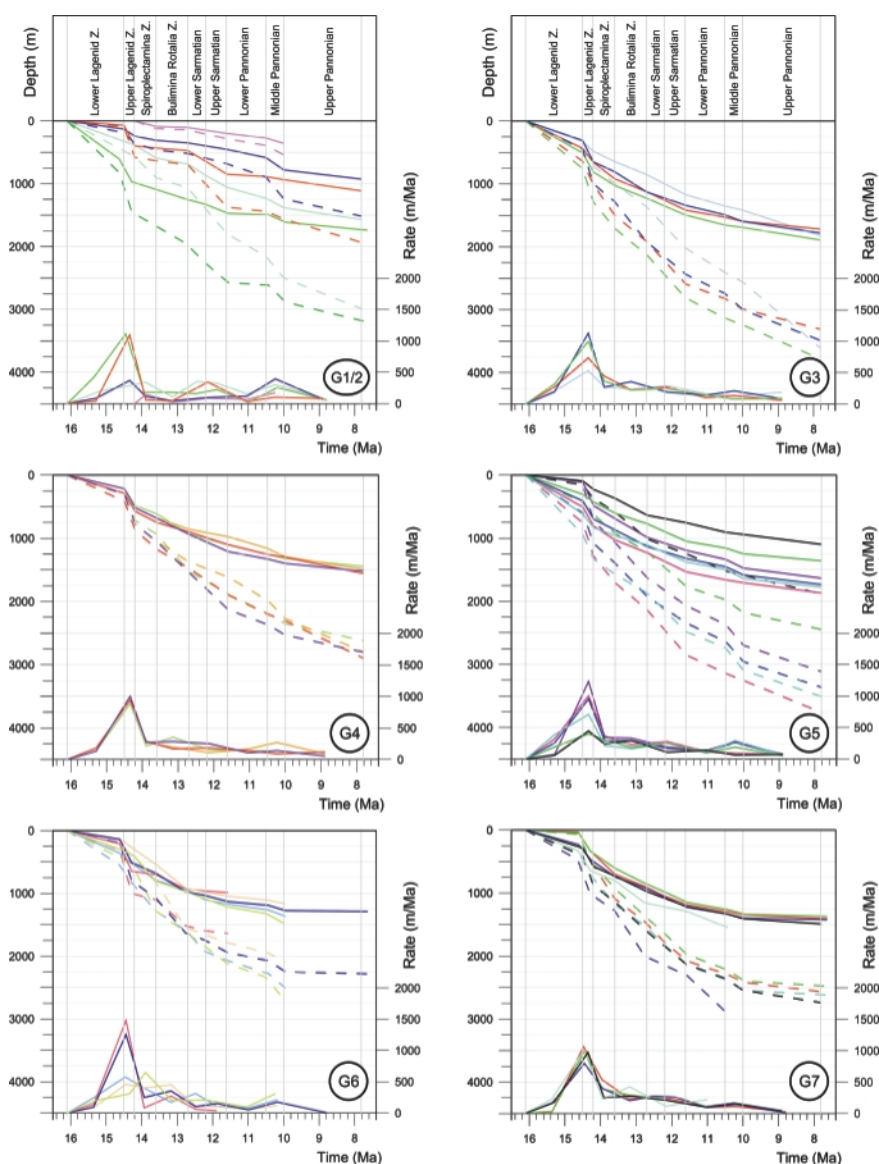 Depth (m)
Lower Lagenid Z.
Upper Lagenid Z.
Spiroplectamina Z.
Bulimina Rotalia Z.
Lower Sarmatian
Upper Sarmatian
Lower Pannonian
Middle Pannonian
Upper Pannonian
0
1000
2000
3000
4000
Rate (m/Ma)
2000
1500
1000
500
0
G1/2
16 15 14 13 12 11 10 9 8
Time (Ma)
Depth (m)
Lower Lagenid Z.
Upper Lagenid Z.
Spiroplectamina Z.
Bulimina Rotalia Z.
Lower Sarmatian
Upper Sarmatian
Lower Pannonian
Middle Pannonian
Upper Pannonian
0
1000
2000
3000
4000
Rate (m/Ma)
2000
1500
1000
500
0
G3
16 15 14 13 12 11 10 9 8
Time (Ma)
0
1000
2000
3000
4000
Rate (m/Ma)
2000
1500
1000
500
0
G4
16 15 14 13 12 11 10 9 8
Time (Ma)
0
1000
2000
3000
4000
Rate (m/Ma)
2000
1500
1000
500
0
G5
16 15 14 13 12 11 10 9 8
Time (Ma)
0
1000
2000
3000
4000
Rate (m/Ma)
2000
1500
1000
500
0
G6
16 15 14 13 12 11 10 9 8
Time (Ma)
0
1000
2000
3000
4000
Rate (m/Ma)
2000
1500
1000
500
0
G7
16 15 14 13 12 11 10 9 8
Time (Ma)